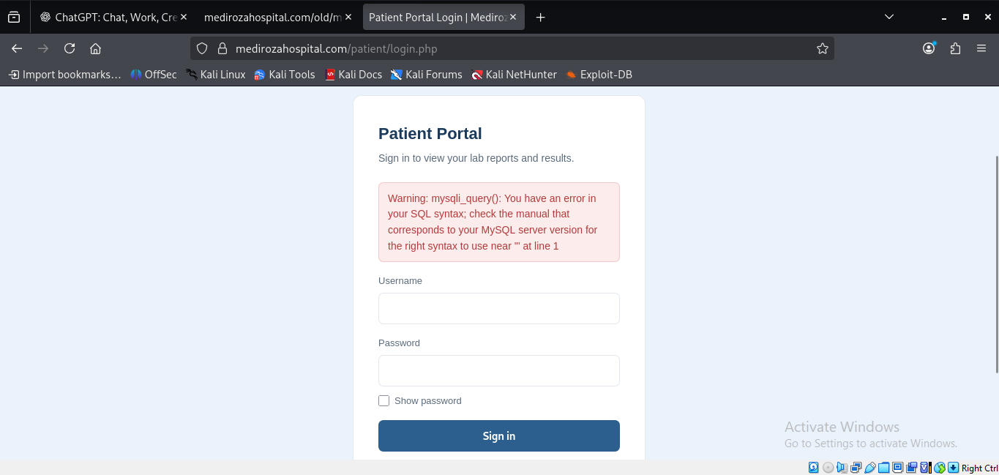 ChatGPT: Chat, Work, Cre
medirozahospital.com/old/m
Patient Portal Login | Mediroz
medirozahospital.com/patient/login.php
Import bookmarks...
OffSec
Kali Linux
Kali Tools
Kali Docs
Kali Forums
Kali NetHunter
Exploit-DB
Patient Portal
Sign in to view your lab reports and results.
Warning: mysqli_query(): You have an error in
your SQL syntax; check the manual that
corresponds to your MySQL server version for
the right syntax to use near ''' at line 1
Username
Password
Show password
Sign in
Activate Windows
Go to Settings to activate Windows.
Right Ctrl